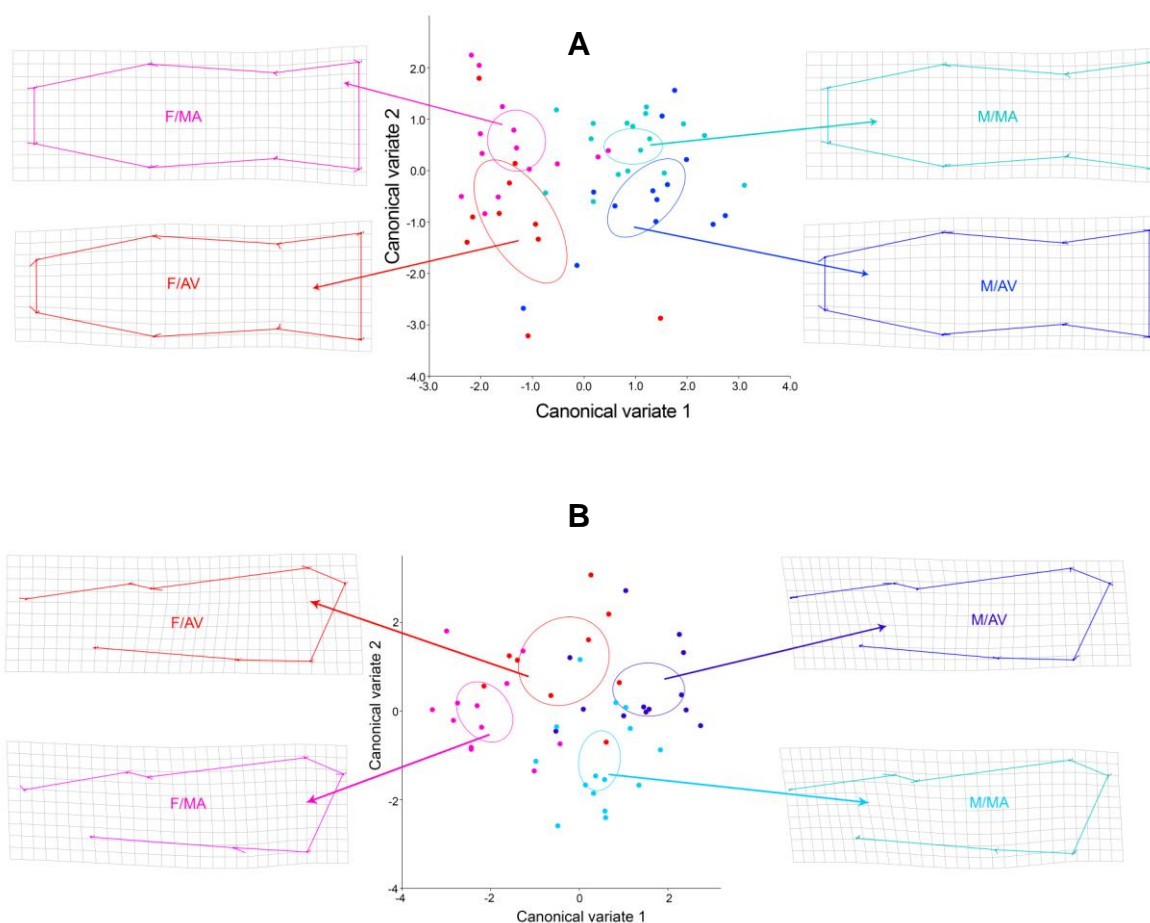 A
F/MA
M/MA
F/AV
M/AV
Canonical variate 2
2.0
1.0
0.0
-1.0
-2.0
-3.0
-4.0
-3.0 -2.0 -1.0 0.0 1.0 2.0 3.0 4.0
Canonical variate 1
B
F/AV
M/AV
F/MA
M/MA
Canonical variate 2
2
0
-2
-4
-4 -2 0 2
Canonical variate 1